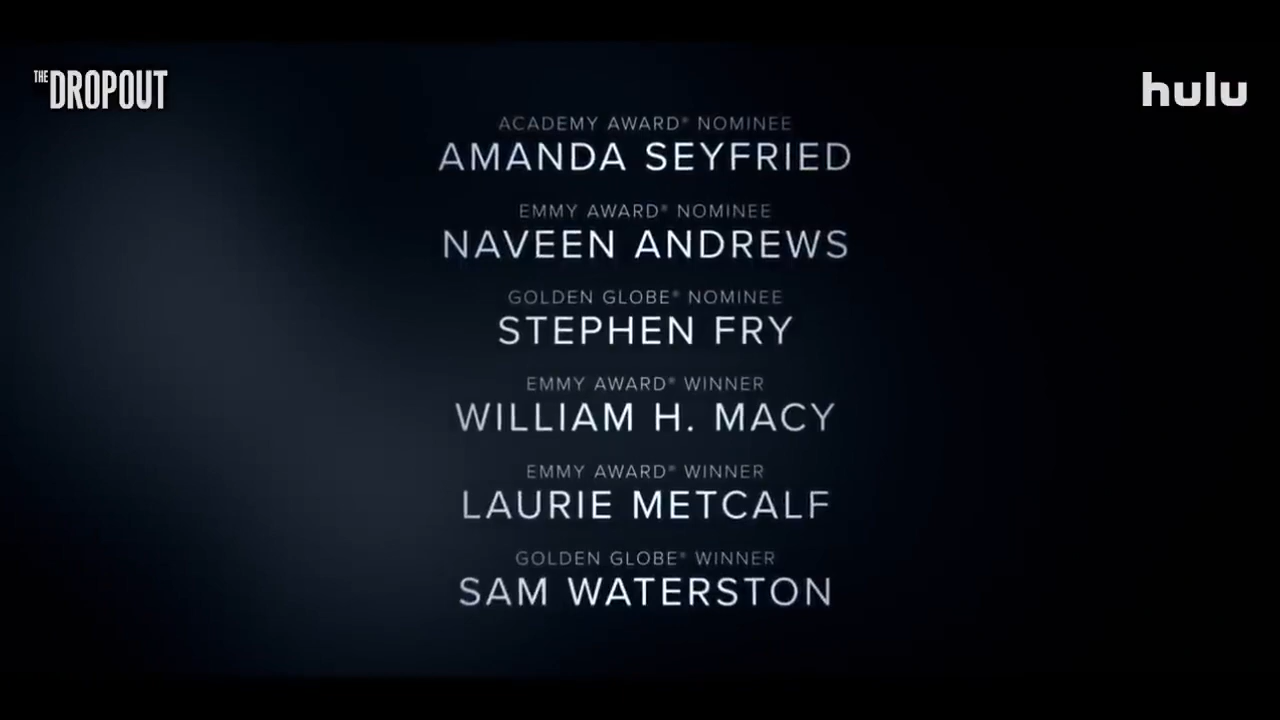 THE DROPOUT
hulu
ACADEMY AWARD® NOMINEE
AMANDA SEYFRIED
EMMY AWARD® NOMINEE
NAVEEN ANDREWS
GOLDEN GLOBE® NOMINEE
STEPHEN FRY
EMMY AWARD® WINNER
WILLIAM H. MACY
EMMY AWARD® WINNER
LAURIE METCALF
GOLDEN GLOBE® WINNER
SAM WATERSTON